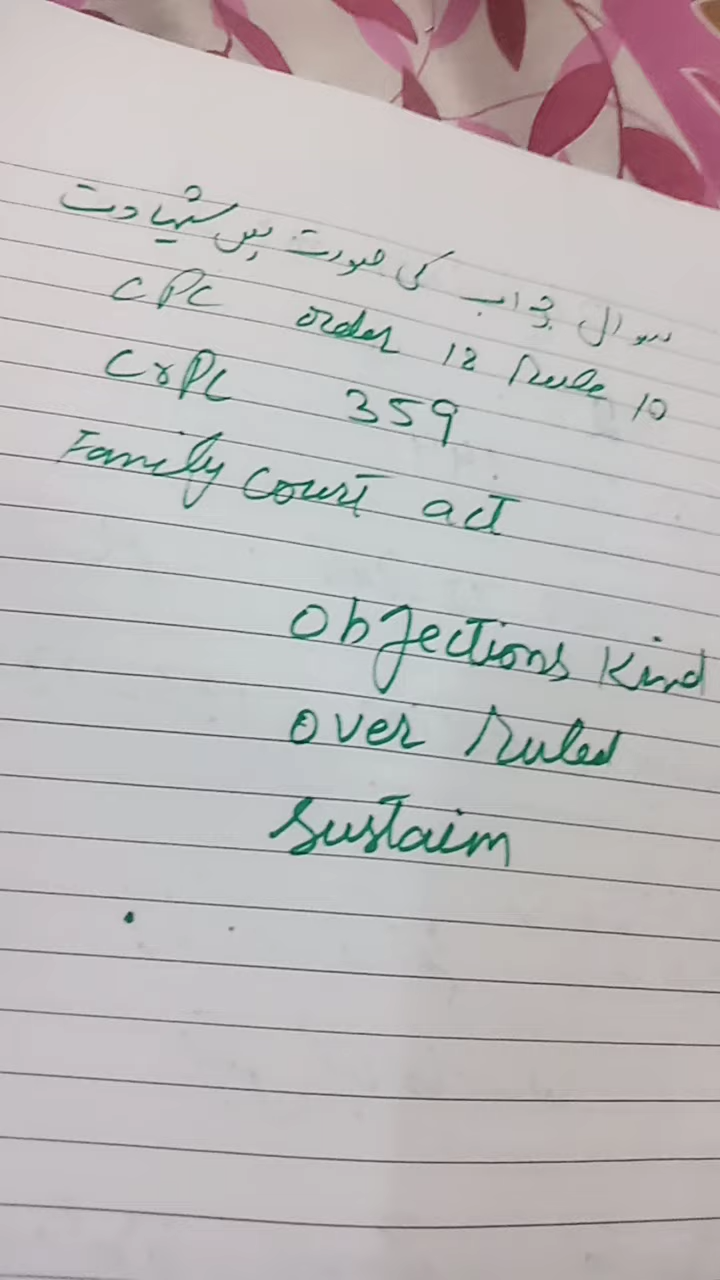 سوال جواب کی صورت میں شہادت
CPC order 18 Rule 10
CrPC 359
Family court act
Objections Kind
over Ruled
Sustaim